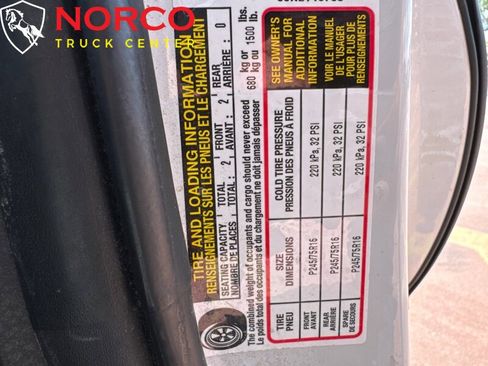 NORCO
TRUCK CENTER
TIRE AND LOADING INFORMATION
RENSEIGNEMENTS SUR LES PNEUS ET LE CHARGEMENT
SEATING CAPACITY TOTAL : 2 FRONT : 2 REAR : 0
NOMBRE DE PLACES TOTAL : AVANT : ARRIÈRE :
The combined weight of occupants and cargo should never exceed 680 kg or 1500 lbs.
Le poids total des occupants et du chargement ne doit jamais dépasser 680 kg ou 1500 lb.
TIRE SIZE COLD TIRE PRESSURE
PNEU DIMENSIONS PRESSION DES PNEUS À FROID
FRONT
AVANT P245/75R16 220 kPa, 32 PSI
REAR
ARRIÈRE P245/75R16 220 kPa, 32 PSI
SPARE
DE SECOURS P245/75R16 220 kPa, 32 PSI
SEE OWNER'S
MANUAL FOR
ADDITIONAL
INFORMATION
VOIR LE MANUEL
DE L'USAGER
POUR PLUS DE
RENSEIGNEMENTS